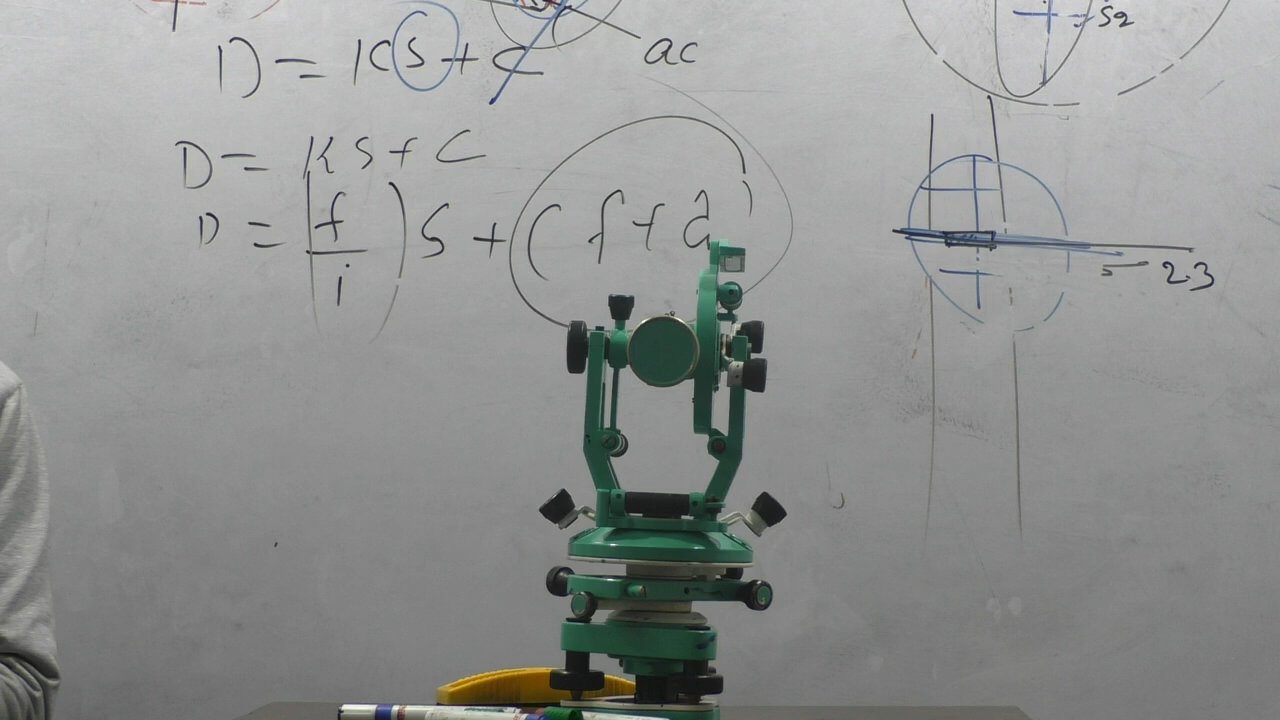 S2
D = KS + C
ac
D = KS + C
D = (f/i) S + (f + d)
2.3